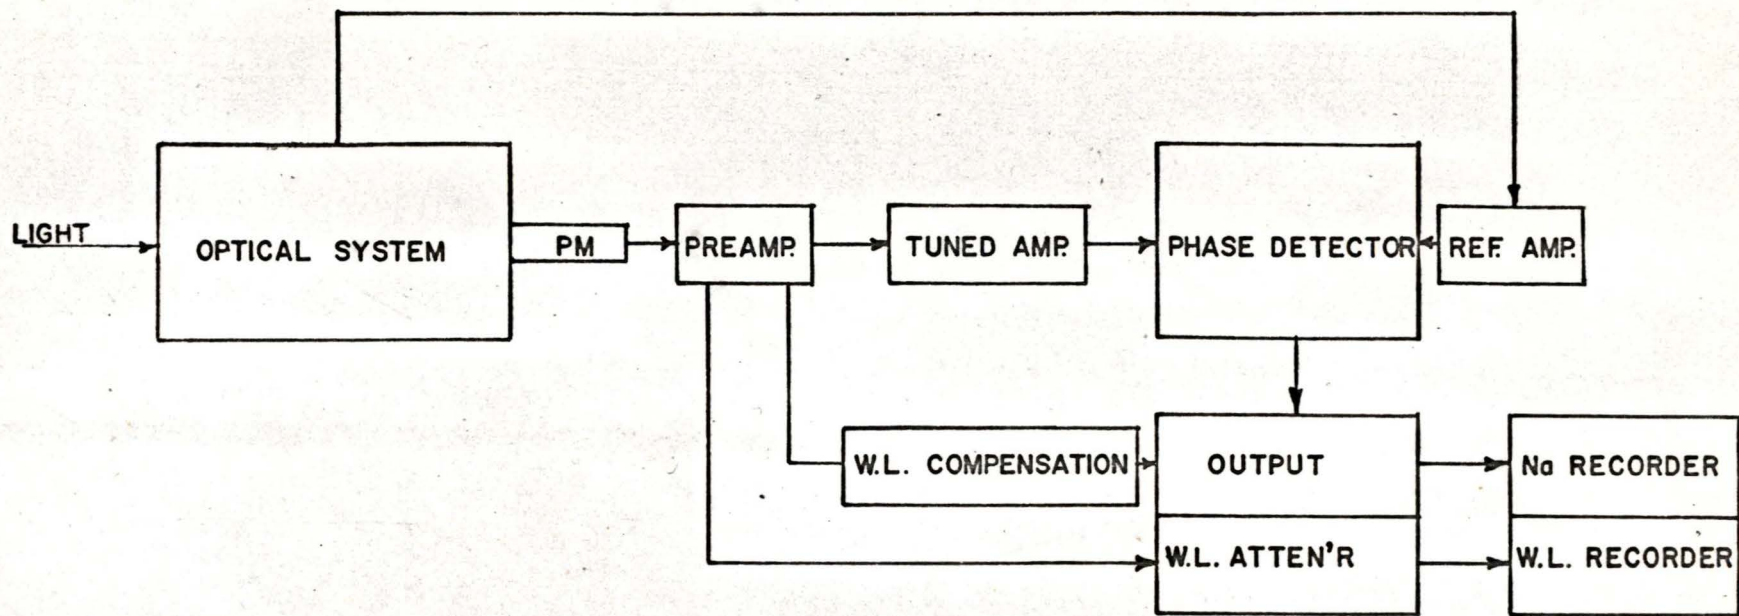 LIGHT
OPTICAL SYSTEM
PM
PREAMP.
TUNED AMP.
PHASE DETECTOR
REF. AMP.
W.L. COMPENSATION
OUTPUT
Na RECORDER
W.L. ATTEN'R
W.L. RECORDER